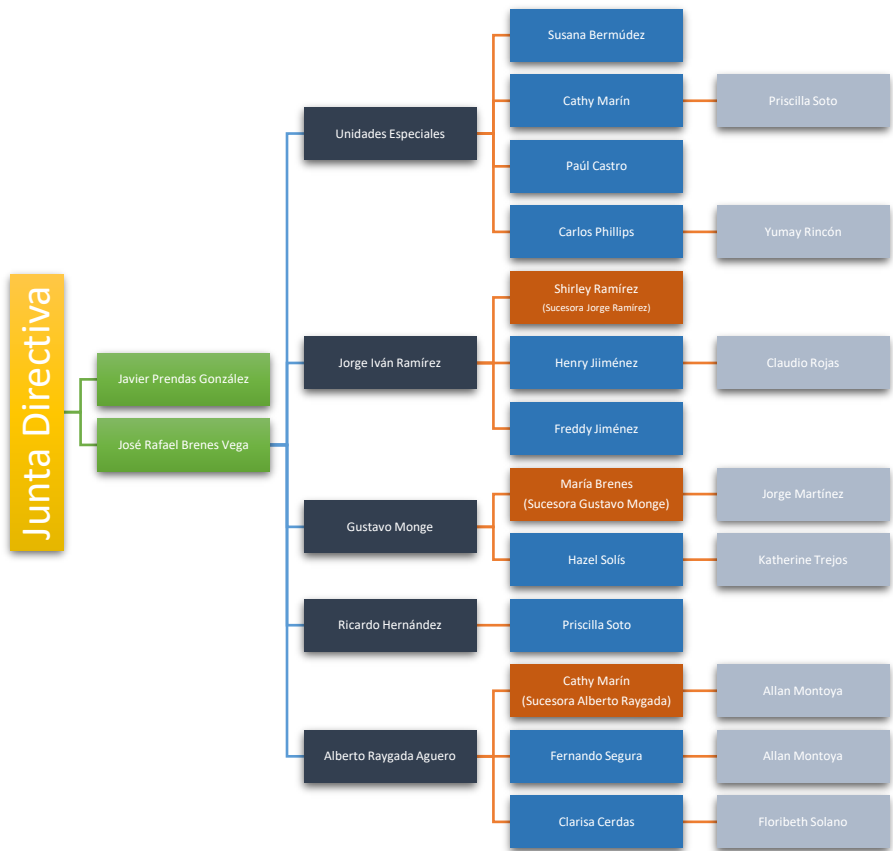 Junta Directiva
Javier Prendas González
José Rafael Brenes Vega
Unidades Especiales
Susana Bermúdez
Cathy Marín
Priscilla Soto
Paúl Castro
Carlos Phillips
Yumay Rincón
Jorge Iván Ramírez
Shirley Ramírez
(Sucesora Jorge Ramírez)
Henry Jiiménez
Claudio Rojas
Freddy Jiménez
Gustavo Monge
María Brenes
(Sucesora Gustavo Monge)
Jorge Martínez
Hazel Solís
Katherine Trejos
Ricardo Hernández
Priscilla Soto
Alberto Raygada Aguero
Cathy Marín
(Sucesora Alberto Raygada)
Allan Montoya
Fernando Segura
Allan Montoya
Clarisa Cerdas
Floribeth Solano